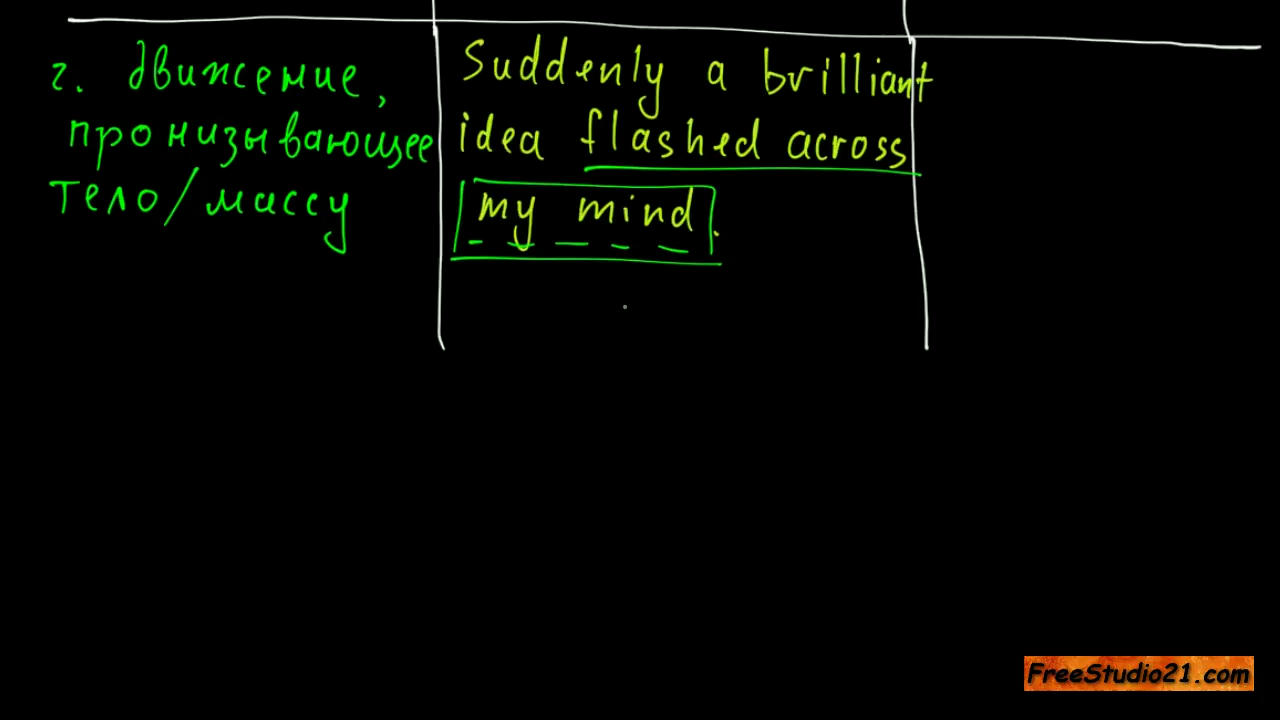 г. движение,
пронизывающее
тело/массу
Suddenly a brilliant
idea flashed across
my mind.
FreeStudio21.com